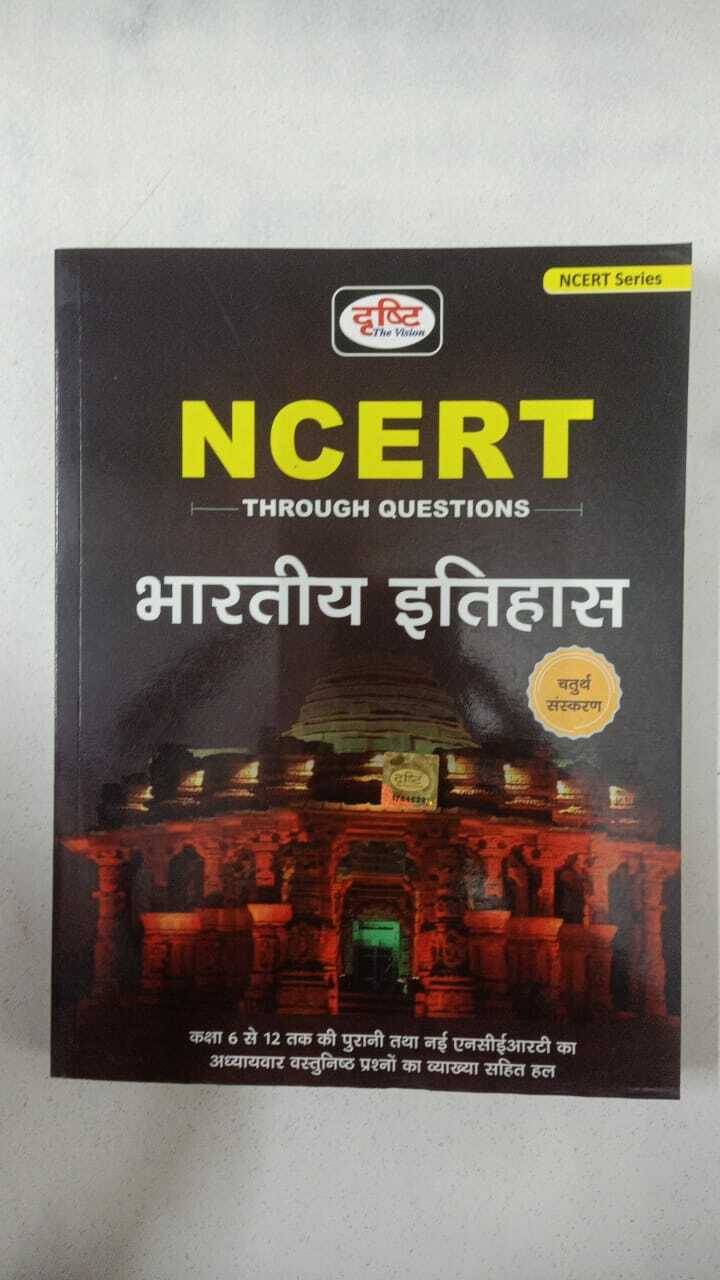 NCERT Series
दृष्टि
The Vision
NCERT
THROUGH QUESTIONS
भारतीय इतिहास
चतुर्थ
संस्करण
दृष्टि
कक्षा 6 से 12 तक की पुरानी तथा नई एनसीईआरटी का
अध्यायवार वस्तुनिष्ठ प्रश्नों का व्याख्या सहित हल